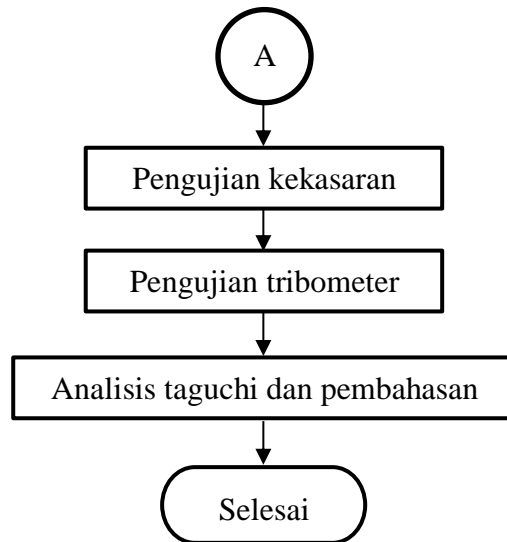 A
Pengujian kekasaran
Pengujian tribometer
Analisis taguchi dan pembahasan
Selesai